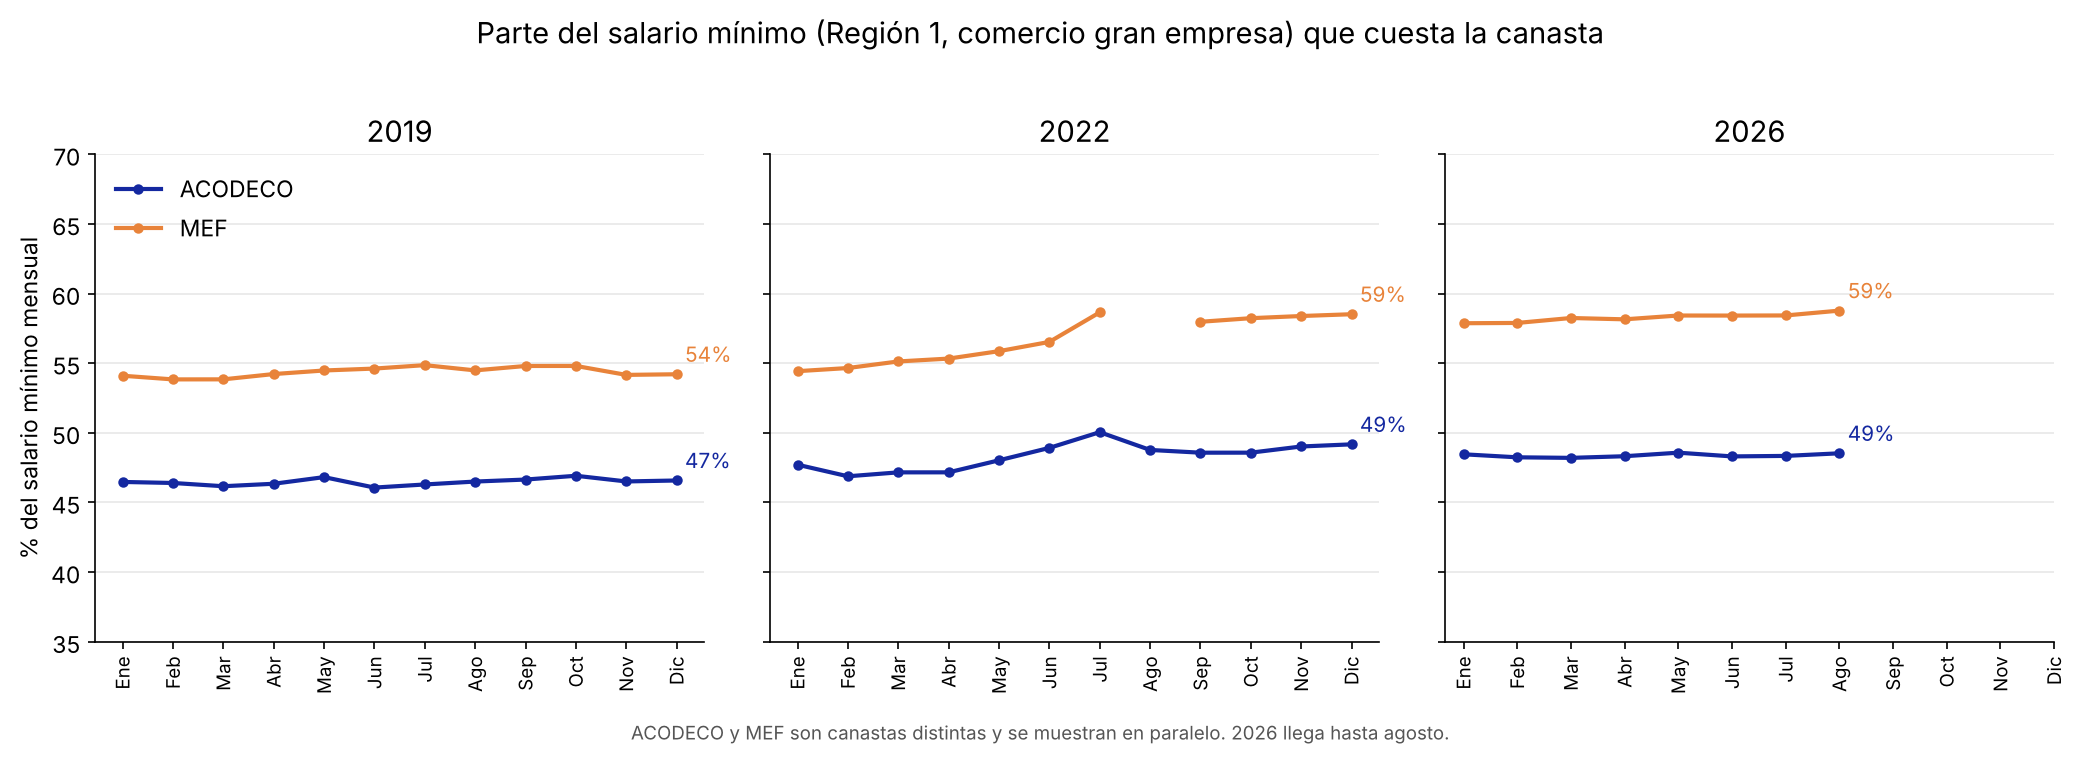 Parte del salario mínimo (Región 1, comercio gran empresa) que cuesta la canasta
2019
2022
2026
% del salario mínimo mensual
70
65
60
55
50
45
40
35
ACODECO
MEF
54%
47%
59%
49%
59%
49%
Ene Feb Mar Abr May Jun Jul Ago Sep Oct Nov Dic
Ene Feb Mar Abr May Jun Jul Ago Sep Oct Nov Dic
Ene Feb Mar Abr May Jun Jul Ago Sep Oct Nov Dic
ACODECO y MEF son canastas distintas y se muestran en paralelo. 2026 llega hasta agosto.